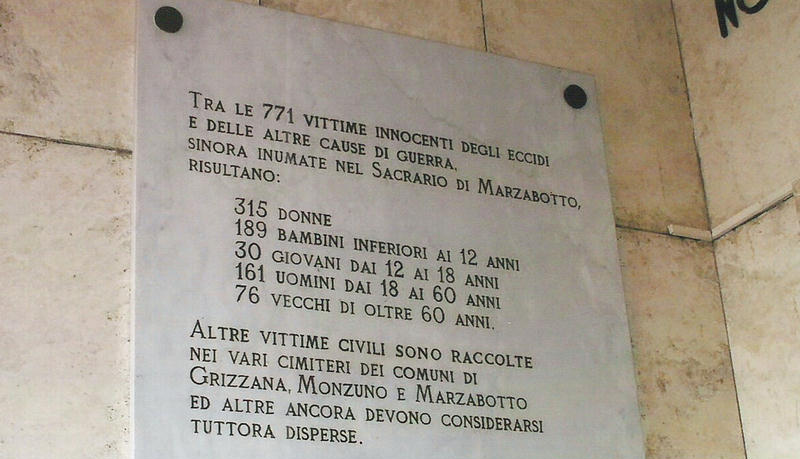 TRA LE 771 VITTIME INNOCENTI DEGLI ECCIDI
E DELLE ALTRE CAUSE DI GUERRA,
SINORA INUMATE NEL SACRARIO DI MARZABOTTO,
RISULTANO:
315 DONNE
189 BAMBINI INFERIORI AI 12 ANNI
30 GIOVANI DAI 12 AI 18 ANNI
161 UOMINI DAI 18 AI 60 ANNI
76 VECCHI DI OLTRE 60 ANNI.
ALTRE VITTIME CIVILI SONO RACCOLTE
NEI VARI CIMITERI DEI COMUNI DI
GRIZZANA, MONZUNO E MARZABOTTO
ED ALTRE ANCORA DEVONO CONSIDERARSI
TUTTORA DISPERSE.